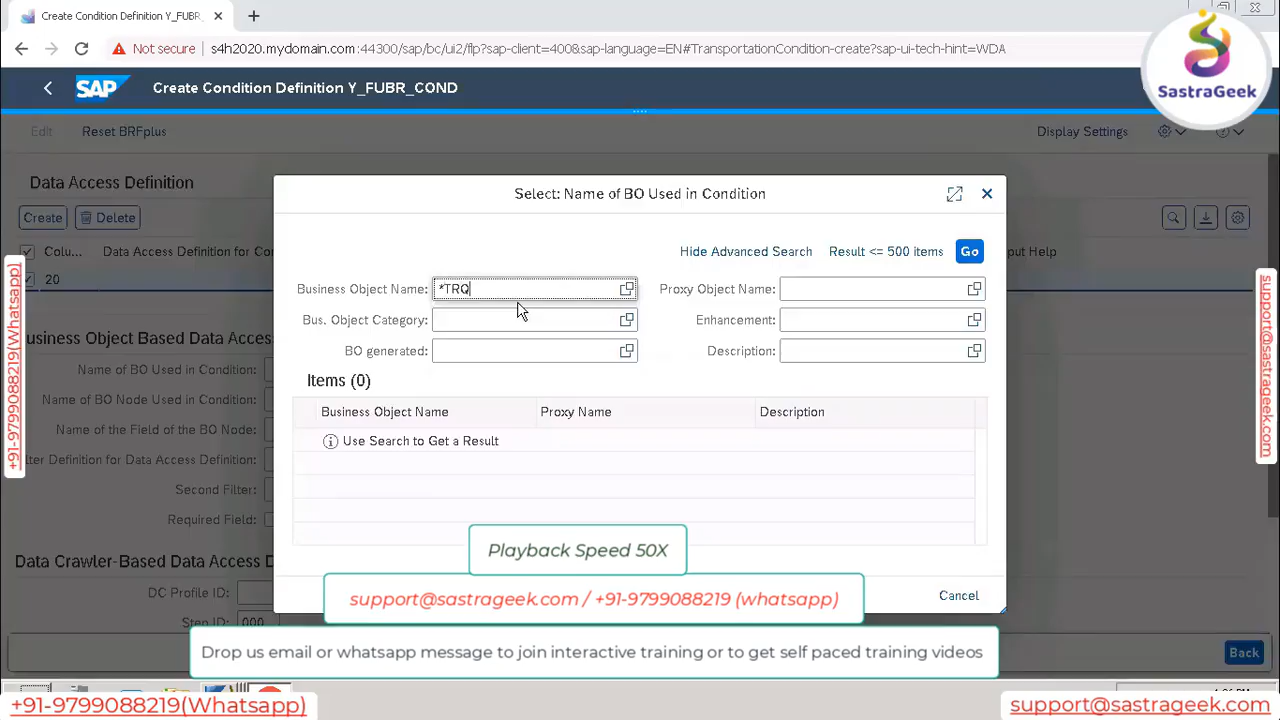 Create Condition Definition Y_FUBR_
Not secure
s4h2020.mydomain.com:44300/sap/bc/ui2/flp?sap-client=400&sap-language=EN#TransportationCondition-create?sap-ui-tech-hint=WDA
SastraGeek
SAP
Create Condition Definition Y_FUBR_COND
Edit
Reset BRFplus
Display Settings
Data Access Definition
Select: Name of BO Used in Condition
Create
Delete
Colu...
Data Access Definition for Con
Hide Advanced Search
Result <= 500 items
Go
put Help
20
Business Object Name:
*TRQ
Proxy Object Name:
Bus. Object Category:
Enhancement:
BO generated:
Description:
usiness Object Based Data Acces
Name of BO Used in Condition:
Name of BO Node Used in Condition:
Name of the Field of the BO Node:
lter Definition for Data Access Definition:
Second Filter:
Required Field:
Items (0)
Business Object Name
Proxy Name
Description
Use Search to Get a Result
Data Crawler-Based Data Access D
DC Profile ID:
Step ID:
000
Cancel
Back
Playback Speed 50X
support@sastrageek.com / +91-9799088219 (whatsapp)
Drop us email or whatsapp message to join interactive training or to get self paced training videos
+91-9799088219(Whatsapp)
support@sastrageek.com
+91-9799088219(Whatsapp)
support@sastrageek.com